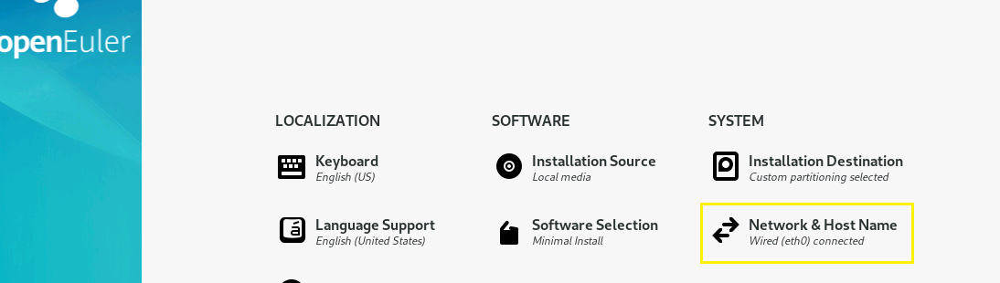 openEuler
LOCALIZATION
Keyboard
English (US)
Language Support
English (United States)
SOFTWARE
Installation Source
Local media
Software Selection
Minimal Install
SYSTEM
Installation Destination
Custom partitioning selected
Network & Host Name
Wired (eth0) connected